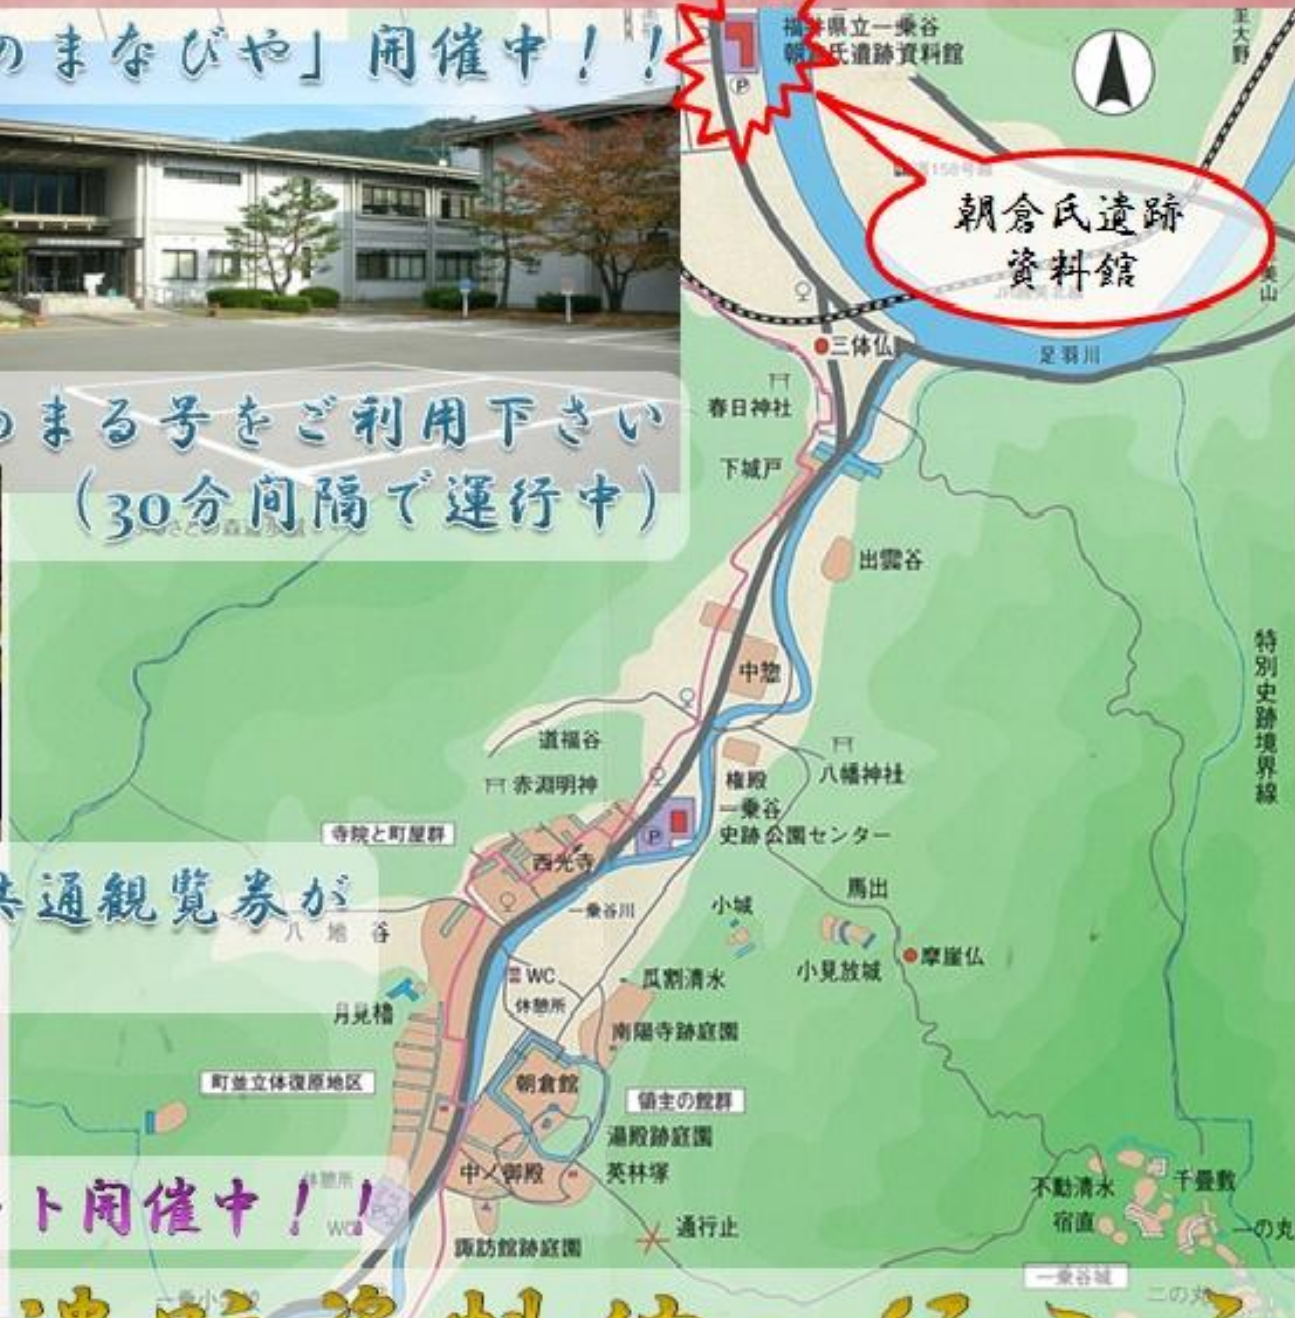 のまなびや」開催中！！
福井県立一乗谷
朝倉氏遺跡資料館
至大野
P
朝倉氏遺跡
資料館
美山
三体仏
足羽川
春日神社
下城戸
まる号をご利用下さい
（30分間隔で運行中）
出雲谷
特別史跡境界線
中惣
道福谷
赤淵明神
権殿
八幡神社
一乗谷
史跡公園センター
P
寺院と町屋群
西光寺
共通観覧券が
八地谷
一乗谷川
馬出
小城
小見放城
摩崖仏
WC
休憩所
瓜割清水
月見櫓
南陽寺跡庭園
町並立体復原地区
朝倉館
領主の館群
湯殿跡庭園
中ノ御殿
英林塚
休憩所
ト開催中！！
WC
不動清水
千畳敷
宿直
一の丸
通行止
諏訪館跡庭園
一乗谷城
二の丸